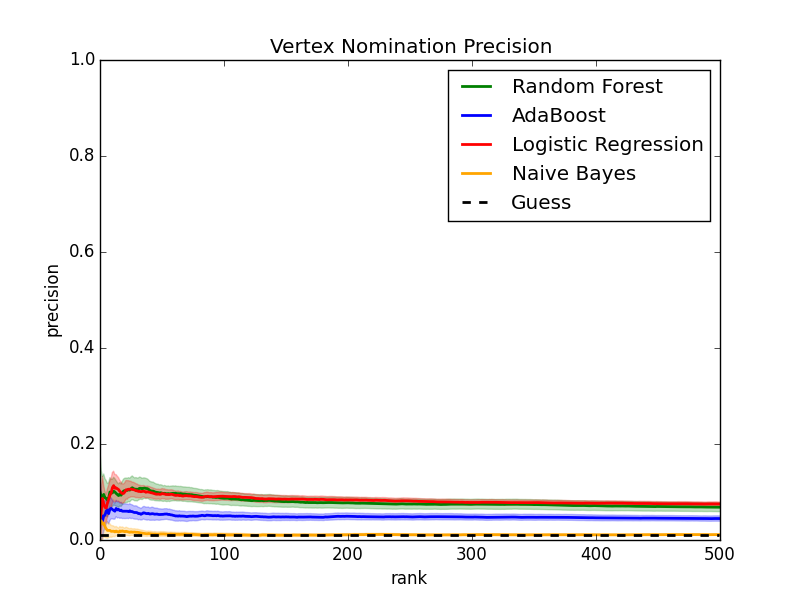 Vertex Nomination Precision
1.0
0.8
0.6
0.4
0.2
0.0
precision
Random Forest
AdaBoost
Logistic Regression
Naive Bayes
Guess
0 100 200 300 400 500
rank